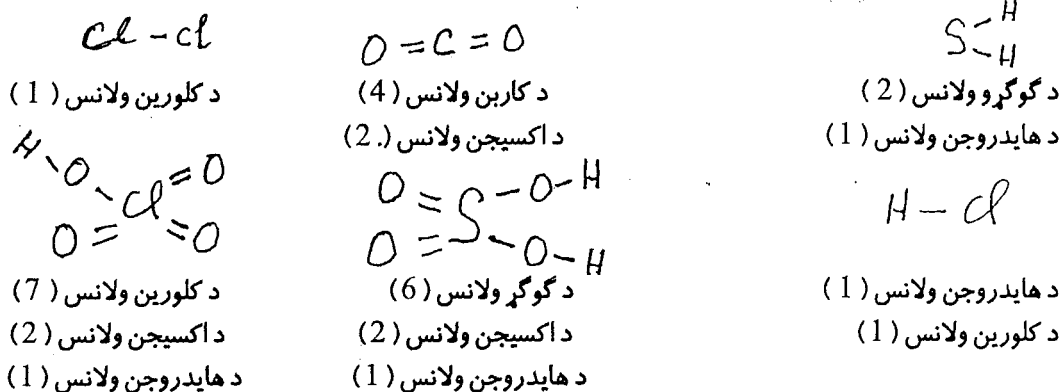 S H
H
د گوگړو ولانس ( 2 )
د هایدروجن ولانس ( 1 )
O = C = O
د کاربن ولانس ( 4 )
د اکسیجن ولانس ( 2. )
Cl - Cl
د کلورین ولانس ( 1 )
H - Cl
د هایدروجن ولانس ( 1 )
د کلورین ولانس ( 1 )
O = S - O - H
O = - O - H
د گوگړ ولانس ( 6 )
د اکسیجن ولانس ( 2 )
د هایدروجن ولانس ( 1 )
H - O - Cl = O
O = = O
د کلورین ولانس ( 7 )
د اکسیجن ولانس ( 2 )
د هایدروجن ولانس ( 1 )